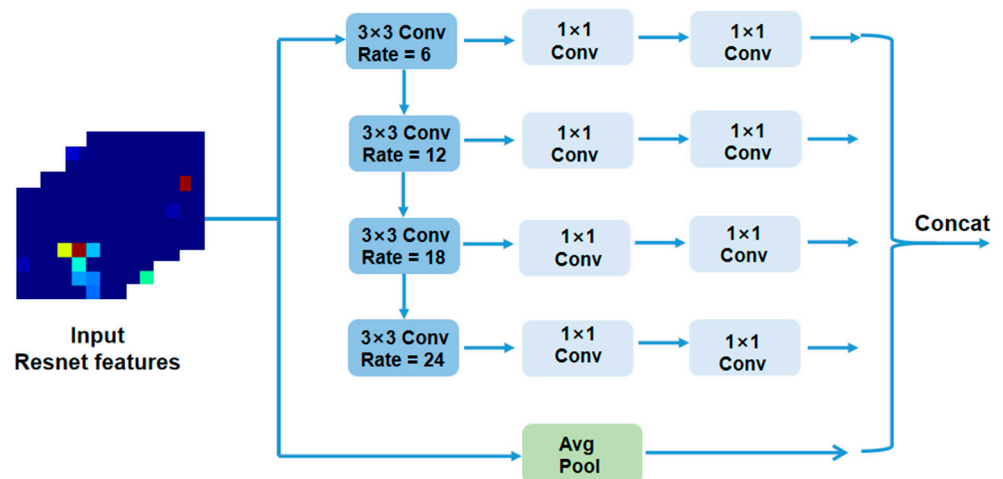 3×3 Conv
Rate = 6
1×1
Conv
1×1
Conv
3×3 Conv
Rate = 12
1×1
Conv
1×1
Conv
3×3 Conv
Rate = 18
1×1
Conv
1×1
Conv
Concat
3×3 Conv
Rate = 24
1×1
Conv
1×1
Conv
Input
Resnet features
Avg
Pool